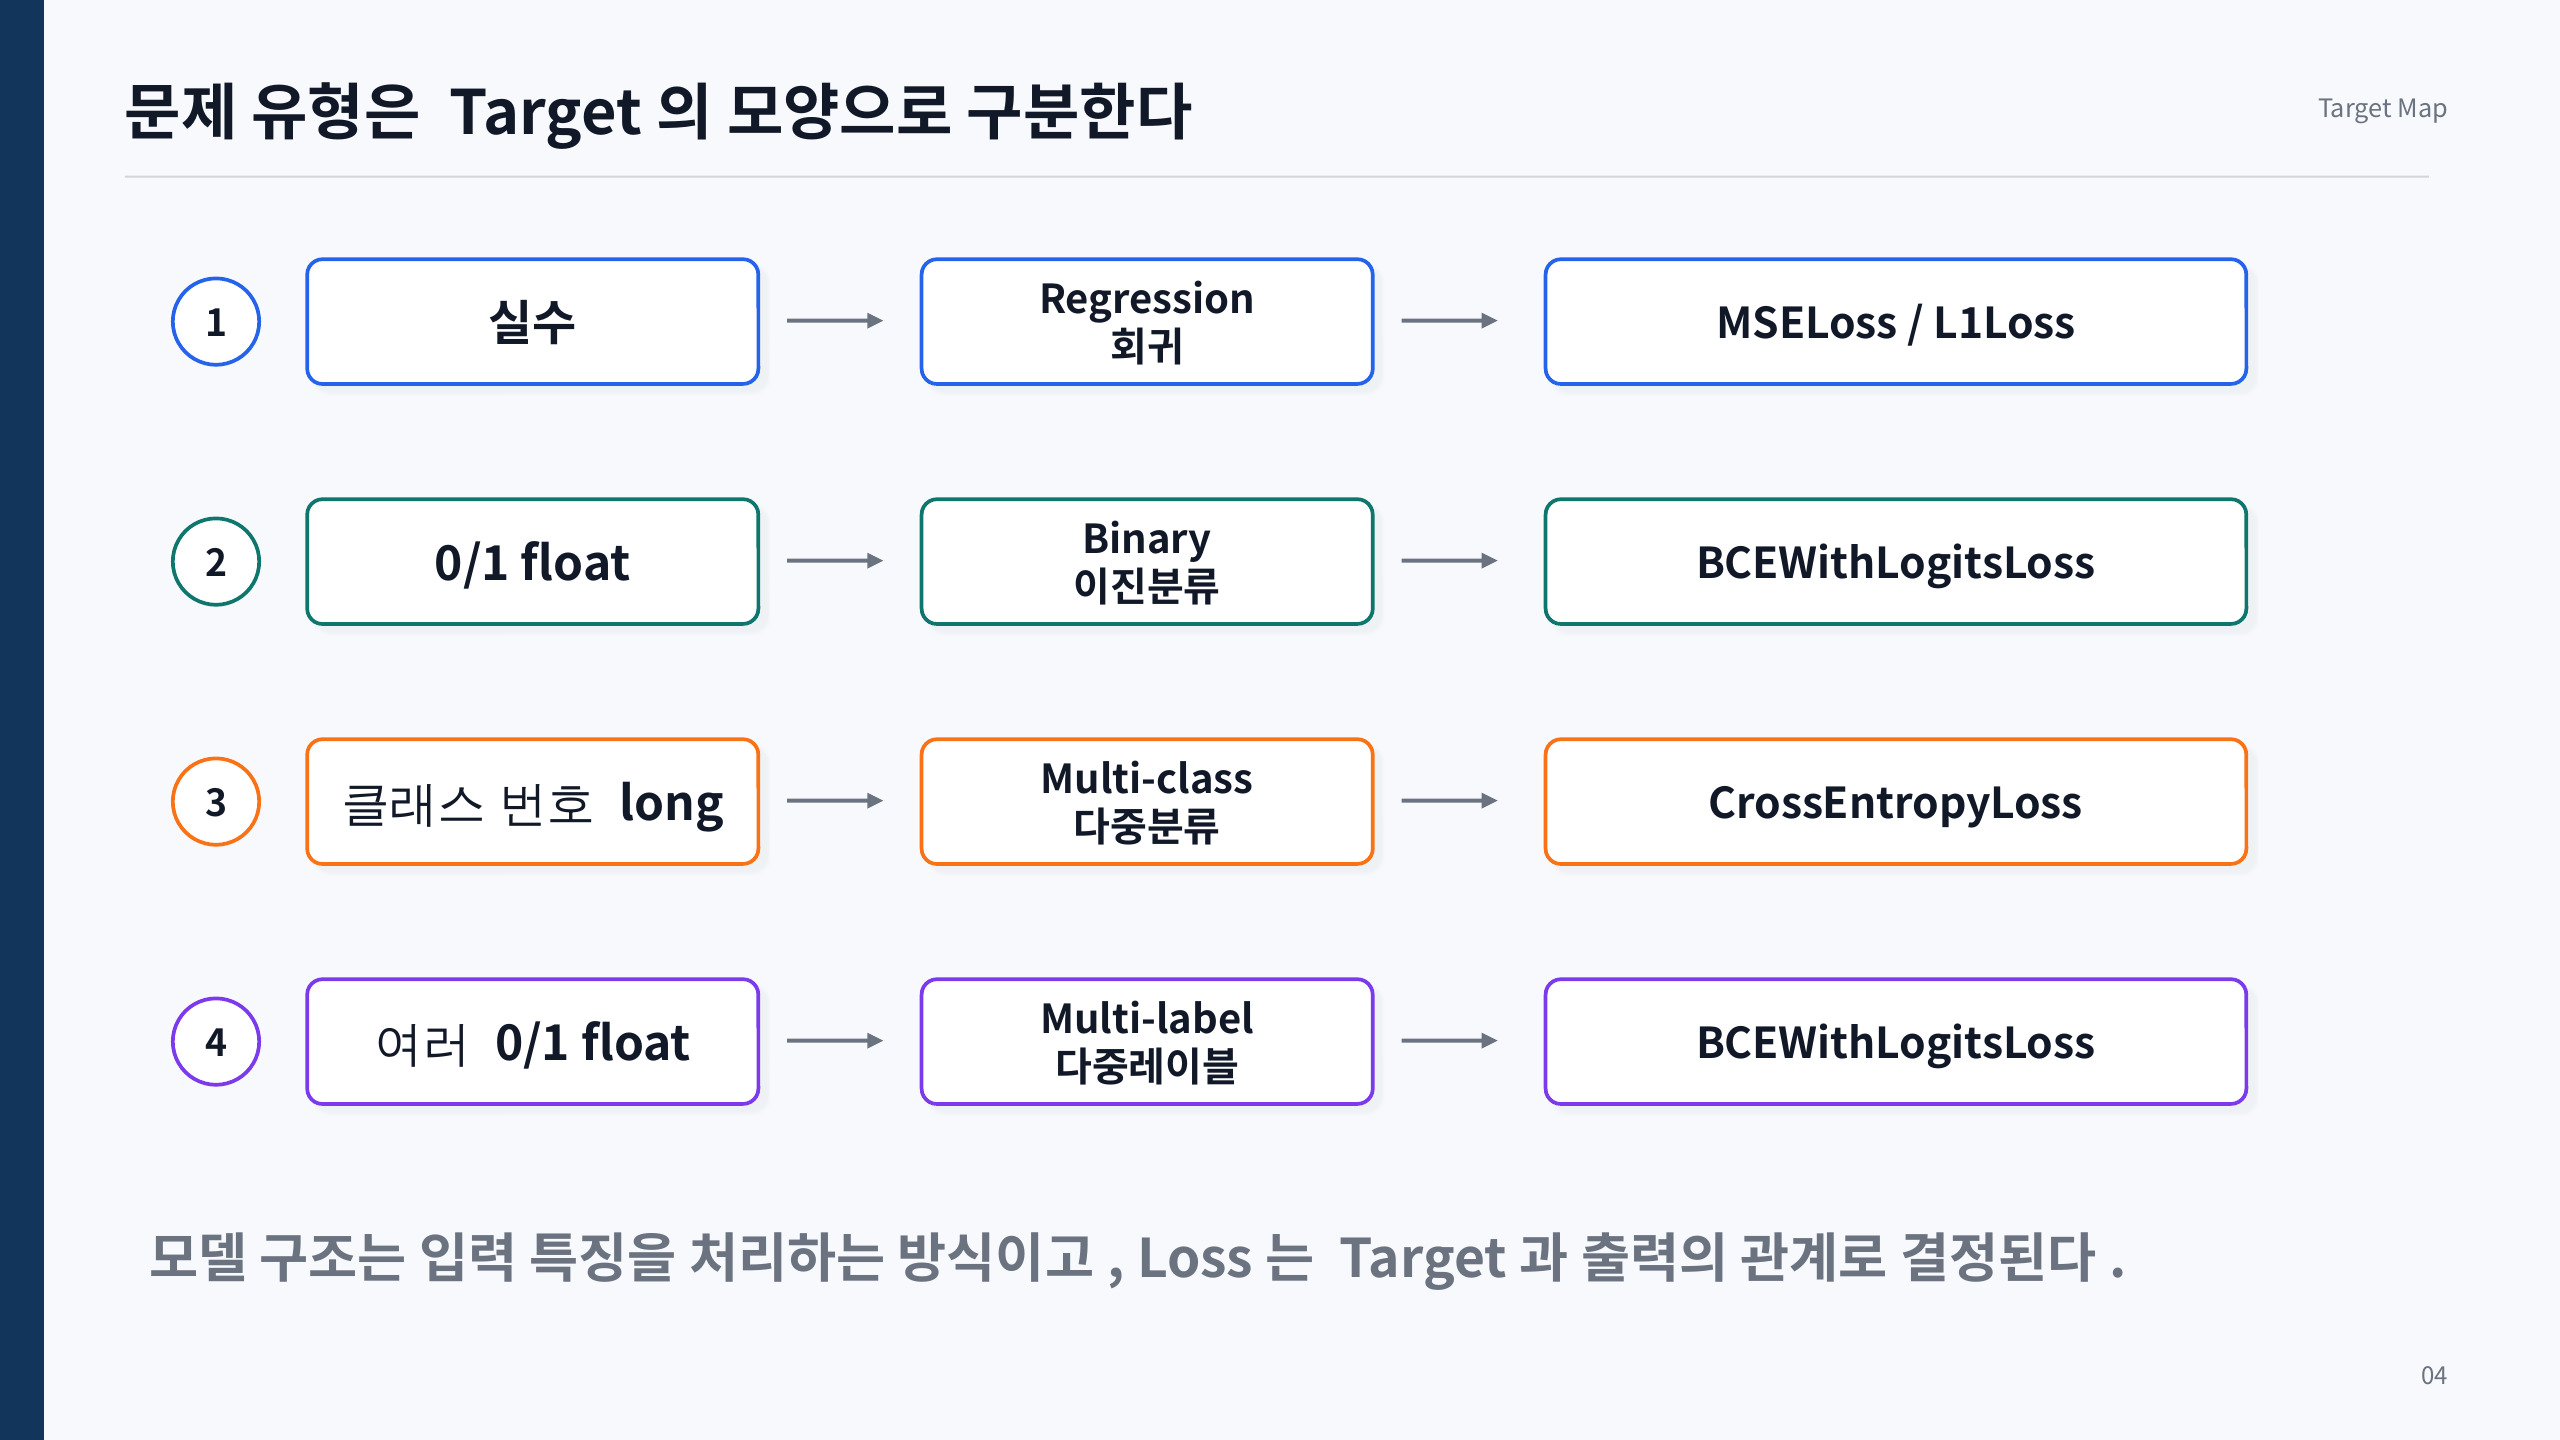 문제 유형은 Target 의 모양으로 구분한다
Target Map
1
실수
Regression
회귀
MSELoss / L1Loss
2
0/1 float
Binary
이진분류
BCEWithLogitsLoss
3
클래스 번호 long
Multi-class
다중분류
CrossEntropyLoss
4
여러 0/1 float
Multi-label
다중레이블
BCEWithLogitsLoss
모델 구조는 입력 특징을 처리하는 방식이고 , Loss 는 Target 과 출력의 관계로 결정된다 .
04